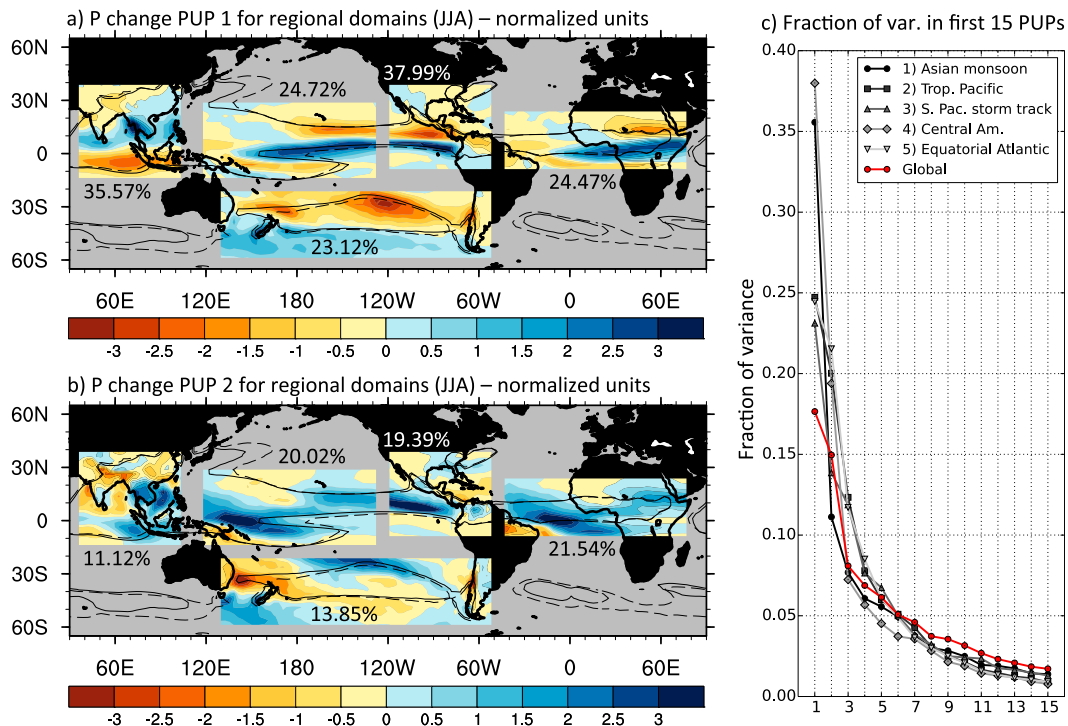 a) P change PUP 1 for regional domains (JJA) – normalized units
60N
30N
0
30S
60S
24.72%
37.99%
35.57%
24.47%
23.12%
60E 120E 180 120W 60W 0 60E
-3 -2.5 -2 -1.5 -1 -0.5 0 0.5 1 1.5 2 2.5 3
b) P change PUP 2 for regional domains (JJA) – normalized units
60N
30N
0
30S
60S
19.39%
20.02%
11.12%
21.54%
13.85%
60E 120E 180 120W 60W 0 60E
-3 -2.5 -2 -1.5 -1 -0.5 0 0.5 1 1.5 2 2.5 3
c) Fraction of var. in first 15 PUPs
0.40
0.35
0.30
0.25
0.20
0.15
0.10
0.05
0.00
Fraction of variance
1) Asian monsoon
2) Trop. Pacific
3) S. Pac. storm track
4) Central Am.
5) Equatorial Atlantic
Global
1 3 5 7 9 11 13 15